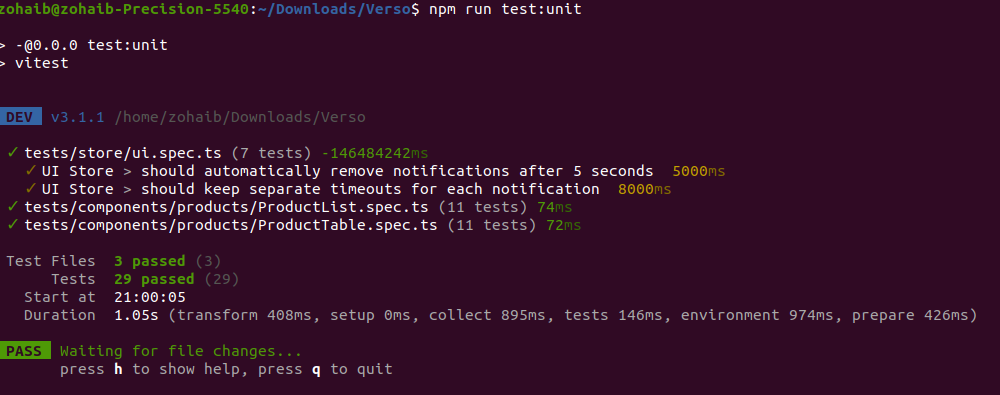 zohaib@zohaib-Precision-5540:~/Downloads/Verso$ npm run test:unit
> -@0.0.0 test:unit
> vitest
DEV v3.1.1 /home/zohaib/Downloads/Verso
✓ tests/store/ui.spec.ts (7 tests) -146484242ms
✓ UI Store > should automatically remove notifications after 5 seconds 5000ms
✓ UI Store > should keep separate timeouts for each notification 8000ms
✓ tests/components/products/ProductList.spec.ts (11 tests) 74ms
✓ tests/components/products/ProductTable.spec.ts (11 tests) 72ms
Test Files 3 passed (3)
Tests 29 passed (29)
Start at 21:00:05
Duration 1.05s (transform 408ms, setup 0ms, collect 895ms, tests 146ms, environment 974ms, prepare 426ms)
PASS Waiting for file changes...
press h to show help, press q to quit